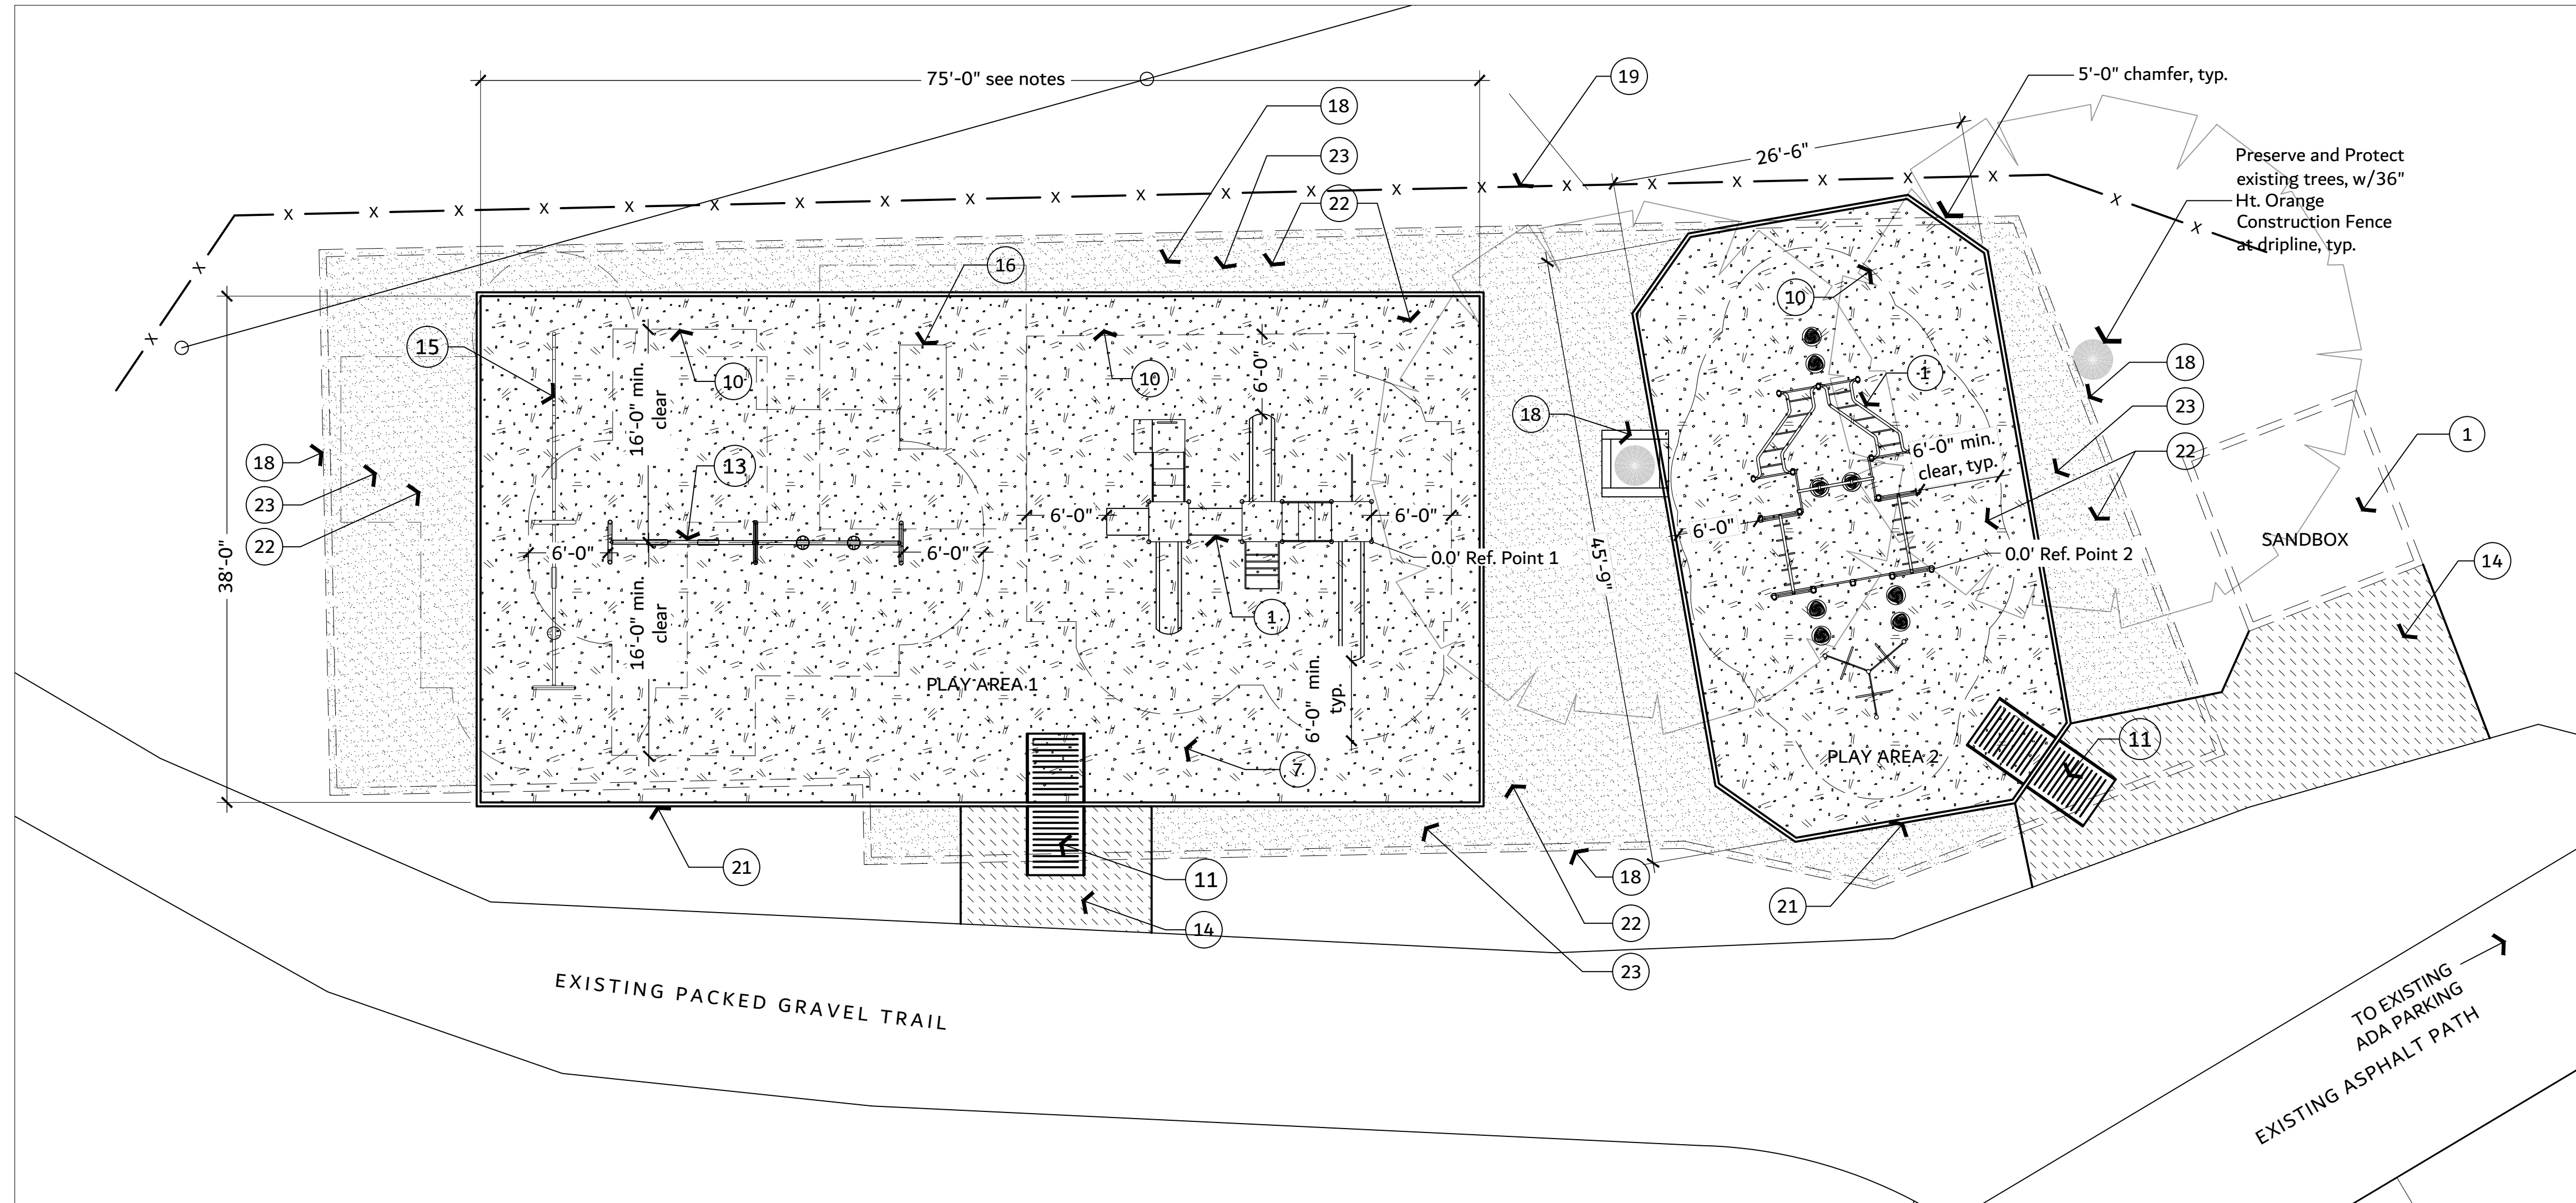 75'-0" see notes
19
5'-0" chamfer, typ.
18
26'-6"
23
Preserve and Protect
existing trees, w/36"
Ht. Orange
Construction Fence
at dripline, typ.
22
X X X X X X X X X X X X X X X X X X X X X X X X X X
16
10
15
16'-0" min.
clear
10
10
6'-0"
1
18
18
23
1
18
13
6'-0" min.
clear, typ.
22
23
6'-0"
6'-0"
6'-0"
SANDBOX
22
6'-0"
6'-0"
0.0' Ref. Point 1
45'-9"
0.0' Ref. Point 2
14
38'-0"
16'-0" min.
clear
1
PLAY AREA 1
6'-0" min
typ.
7
PLAY AREA 2
11
21
11
18
21
14
22
23
EXISTING PACKED GRAVEL TRAIL
TO EXISTING
ADA PARKING
EXISTING ASPHALT PATH